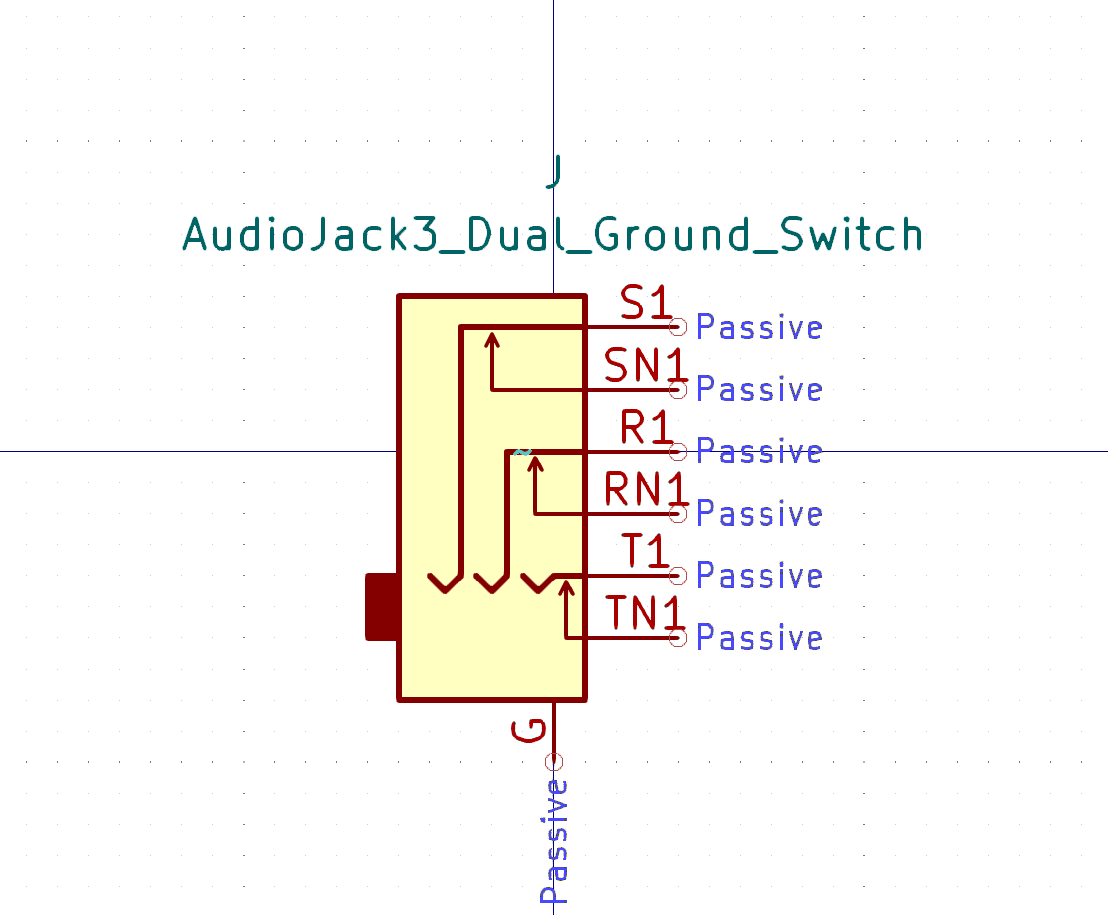 J
AudioJack3_Dual_Ground_Switch
S1 Passive
SN1 Passive
R1 Passive
RN1 Passive
T1 Passive
TN1 Passive
G Passive